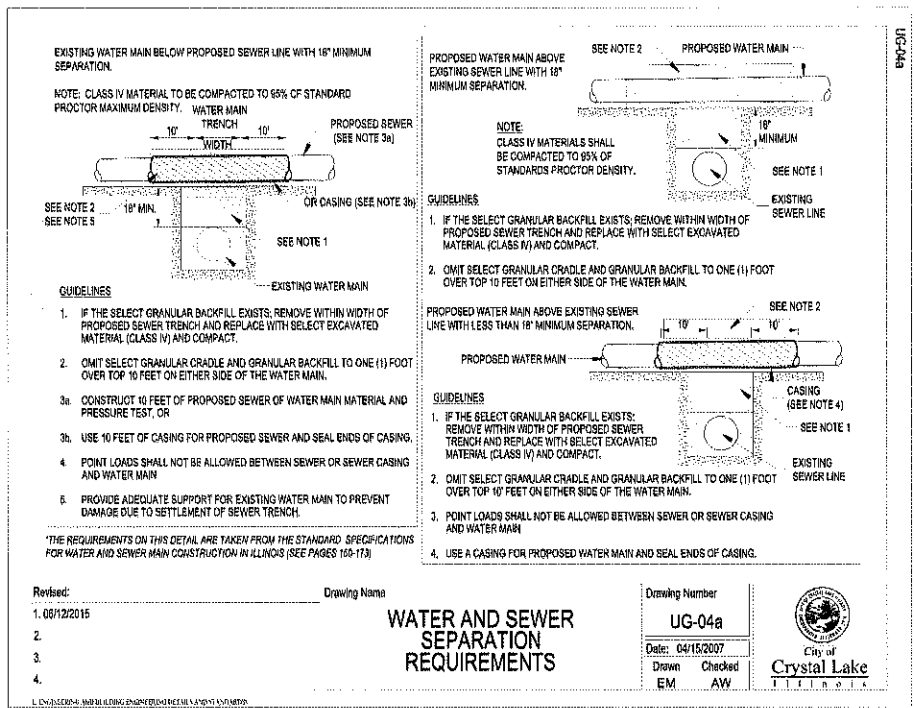 UG-04a
EXISTING WATER MAIN BELOW PROPOSED SEWER LINE WITH 18" MINIMUM
SEPARATION.
NOTE: CLASS IV MATERIAL TO BE COMPACTED TO 95% OF STANDARD
PROCTOR MAXIMUM DENSITY.
WATER MAIN
TRENCH
WIDTH
10'
10'
PROPOSED SEWER
(SEE NOTE 3a)
OR CASING (SEE NOTE 3b)
SEE NOTE 2
SEE NOTE 5
18" MIN.
SEE NOTE 1
EXISTING WATER MAIN
GUIDELINES
1. IF THE SELECT GRANULAR BACKFILL EXISTS; REMOVE WITHIN WIDTH OF
PROPOSED SEWER TRENCH AND REPLACE WITH SELECT EXCAVATED
MATERIAL (CLASS IV) AND COMPACT.
2. OMIT SELECT GRANULAR CRADLE AND GRANULAR BACKFILL TO ONE (1) FOOT
OVER TOP 10 FEET ON EITHER SIDE OF THE WATER MAIN.
3a. CONSTRUCT 10 FEET OF PROPOSED SEWER OF WATER MAIN MATERIAL AND
PRESSURE TEST, OR
3b. USE 10 FEET OF CASING FOR PROPOSED SEWER AND SEAL ENDS OF CASING.
4. POINT LOADS SHALL NOT BE ALLOWED BETWEEN SEWER OR SEWER CASING
AND WATER MAIN
5. PROVIDE ADEQUATE SUPPORT FOR EXISTING WATER MAIN TO PREVENT
DAMAGE DUE TO SETTLEMENT OF SEWER TRENCH.
*THE REQUIREMENTS ON THIS DETAIL ARE TAKEN FROM THE STANDARD SPECIFICATIONS
FOR WATER AND SEWER MAIN CONSTRUCTION IN ILLINOIS (SEE PAGES 160-173)
PROPOSED WATER MAIN ABOVE
EXISTING SEWER LINE WITH 18"
MINIMUM SEPARATION.
SEE NOTE 2
PROPOSED WATER MAIN
NOTE:
CLASS IV MATERIALS SHALL
BE COMPACTED TO 95% OF
STANDARDS PROCTOR DENSITY.
18"
MINIMUM
SEE NOTE 1
EXISTING
SEWER LINE
GUIDELINES
1. IF THE SELECT GRANULAR BACKFILL EXISTS; REMOVE WITHIN WIDTH OF
PROPOSED SEWER TRENCH AND REPLACE WITH SELECT EXCAVATED
MATERIAL (CLASS IV) AND COMPACT.
2. OMIT SELECT GRANULAR CRADLE AND GRANULAR BACKFILL TO ONE (1) FOOT
OVER TOP 10 FEET ON EITHER SIDE OF THE WATER MAIN.
PROPOSED WATER MAIN ABOVE EXISTING SEWER
LINE WITH LESS THAN 18" MINIMUM SEPARATION.
SEE NOTE 2
10'
10'
PROPOSED WATER MAIN
CASING
(SEE NOTE 4)
SEE NOTE 1
EXISTING
SEWER LINE
GUIDELINES
1. IF THE SELECT GRANULAR BACKFILL EXISTS:
REMOVE WITHIN WIDTH OF PROPOSED SEWER
TRENCH AND REPLACE WITH SELECT EXCAVATED
MATERIAL (CLASS IV) AND COMPACT.
2. OMIT SELECT GRANULAR CRADLE AND GRANULAR BACKFILL TO ONE (1) FOOT
OVER TOP 10' FEET ON EITHER SIDE OF THE WATER MAIN.
3. POINT LOADS SHALL NOT BE ALLOWED BETWEEN SEWER OR SEWER CASING
AND WATER MAIN
4. USE A CASING FOR PROPOSED WATER MAIN AND SEAL ENDS OF CASING.
Revised:
1. 06/12/2015
2.
3.
4.
Drawing Name
WATER AND SEWER
SEPARATION
REQUIREMENTS
Drawing Number
UG-04a
Date: 04/15/2007
Drawn Checked
EM AW
City of
Crystal Lake
Illinois